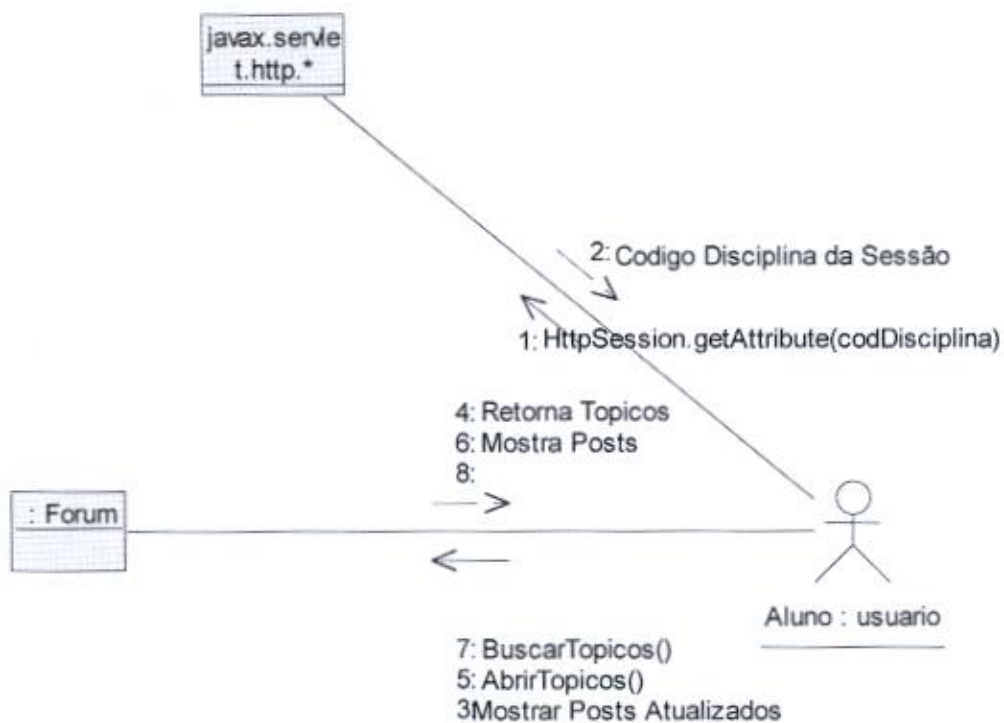 javax.servle
t.http.*
2: Codigo Disciplina da Sessão
1: HttpSession.getAttribute(codDisciplina)
4: Retorna Topicos
6: Mostra Posts
8:
: Forum
Aluno : usuario
7: BuscarTopicos()
5: AbrirTopicos()
3Mostrar Posts Atualizados